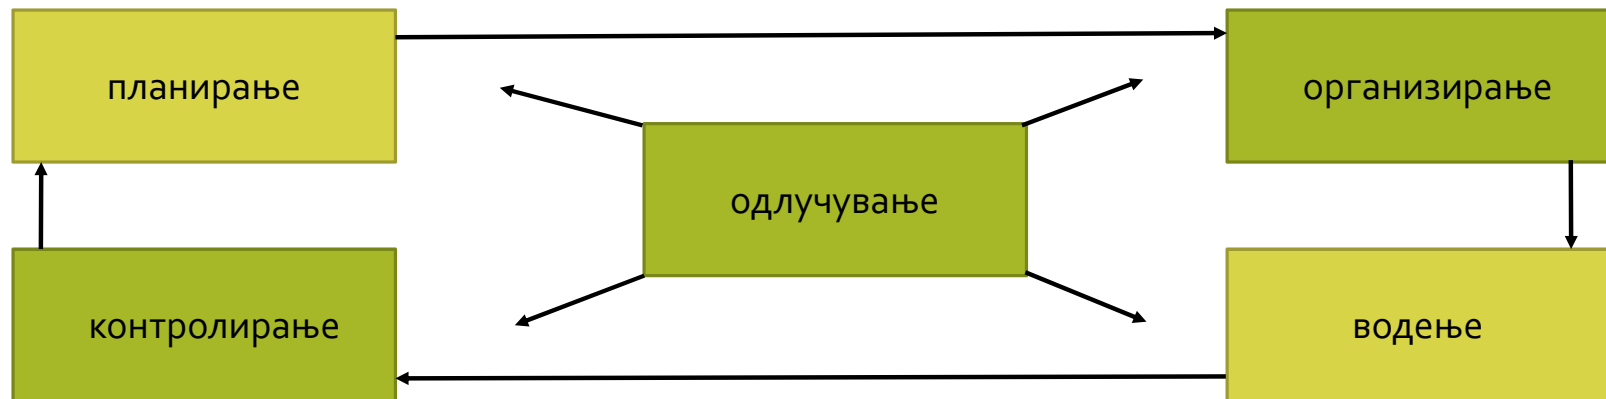 планирање
организирање
одлучување
контролирање
водење